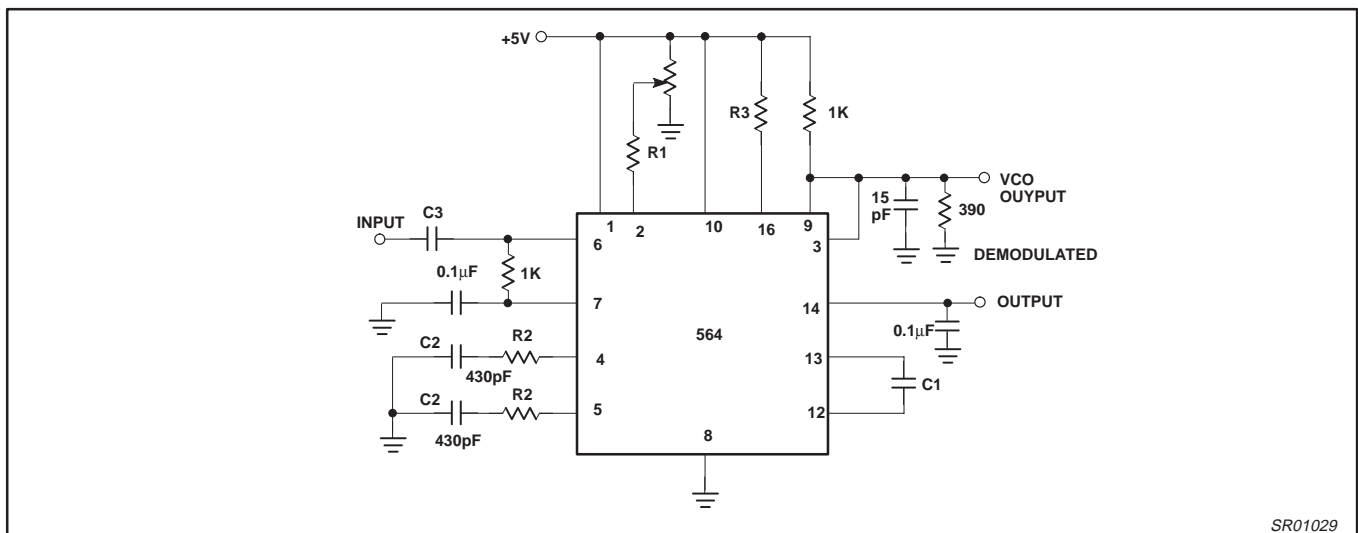 +5V
R3
1K
R1
VCO
OUYPUT
15
pF
390
C3
INPUT
1
2
10
16
9
6
3
DEMODULATED
1K
0.1μF
7
14
OUTPUT
564
0.1μF
C2
R2
4
13
430pF
C1
C2
R2
5
12
430pF
8
SR01029